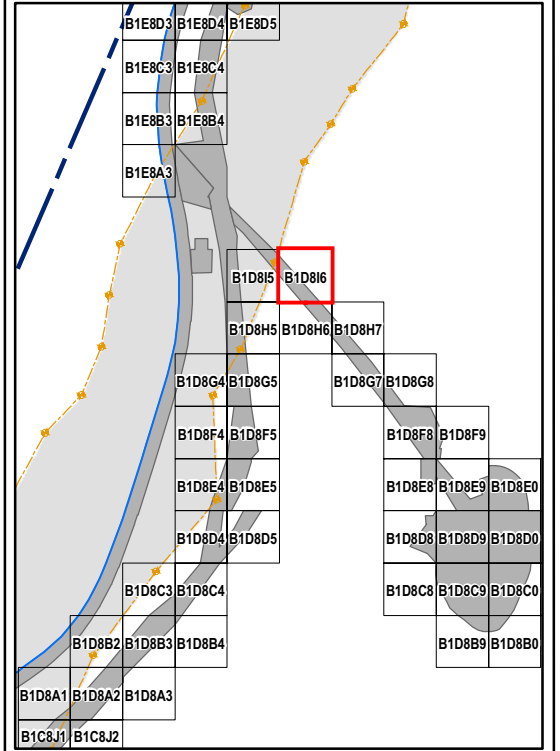 B1E8D3 B1E8D4 B1E8D5
B1E8C3 B1E8C4
B1E8B3 B1E8B4
B1E8A3
B1D8I5 B1D8I6
B1D8H5 B1D8H6 B1D8H7
B1D8G4 B1D8G5 B1D8G7 B1D8G8
B1D8F4 B1D8F5 B1D8F8 B1D8F9
B1D8E4 B1D8E5 B1D8E8 B1D8E9 B1D8E0
B1D8D4 B1D8D5 B1D8D8 B1D8D9 B1D8D0
B1D8C3 B1D8C4 B1D8C8 B1D8C9 B1D8C0
B1D8B2 B1D8B3 B1D8B4 B1D8B9 B1D8B0
B1D8A1 B1D8A2 B1D8A3
B1C8J1 B1C8J2